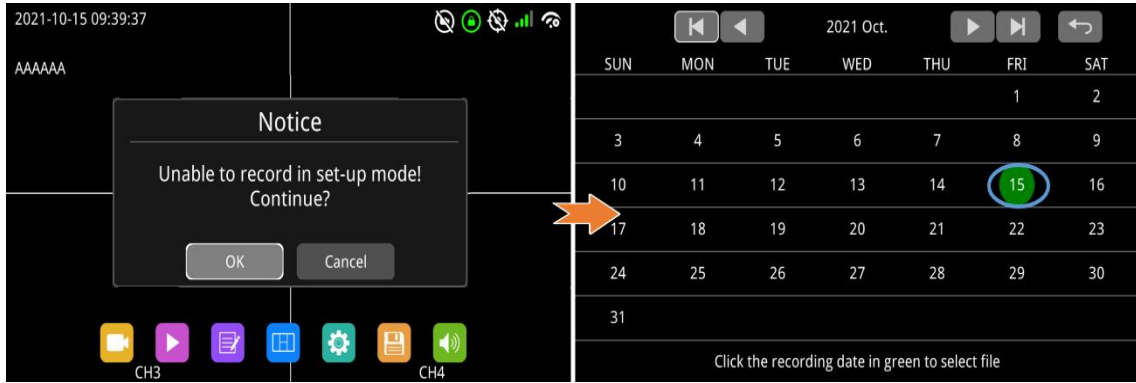 2021-10-15 09:39:37
AAAAAA
Notice
Unable to record in set-up mode!
Continue?
OK Cancel
CH3 CH4
2021 Oct.
SUN MON TUE WED THU FRI SAT
1 2
3 4 5 6 7 8 9
10 11 12 13 14 15 16
17 18 19 20 21 22 23
24 25 26 27 28 29 30
31
Click the recording date in green to select file